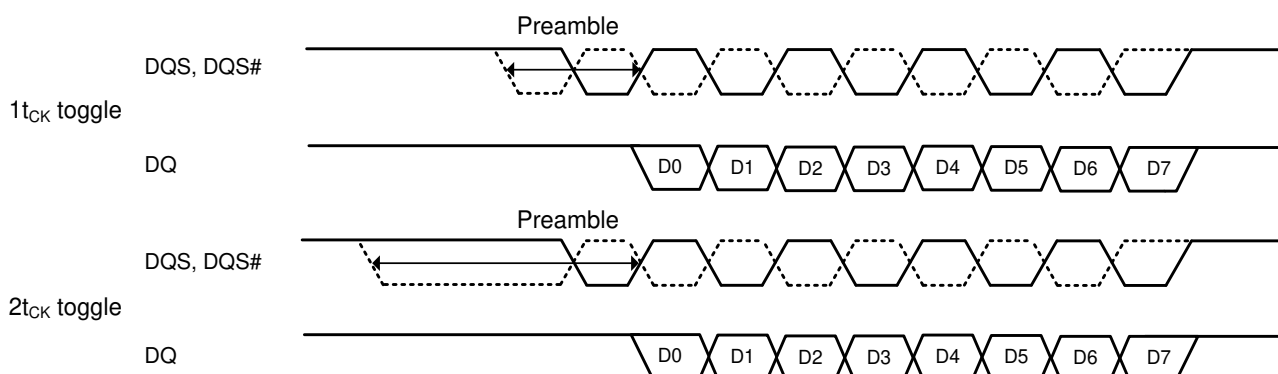 Preamble
DQS, DQS#
1tCK toggle
DQ
D0 D1 D2 D3 D4 D5 D6 D7
Preamble
DQS, DQS#
2tCK toggle
DQ
D0 D1 D2 D3 D4 D5 D6 D7